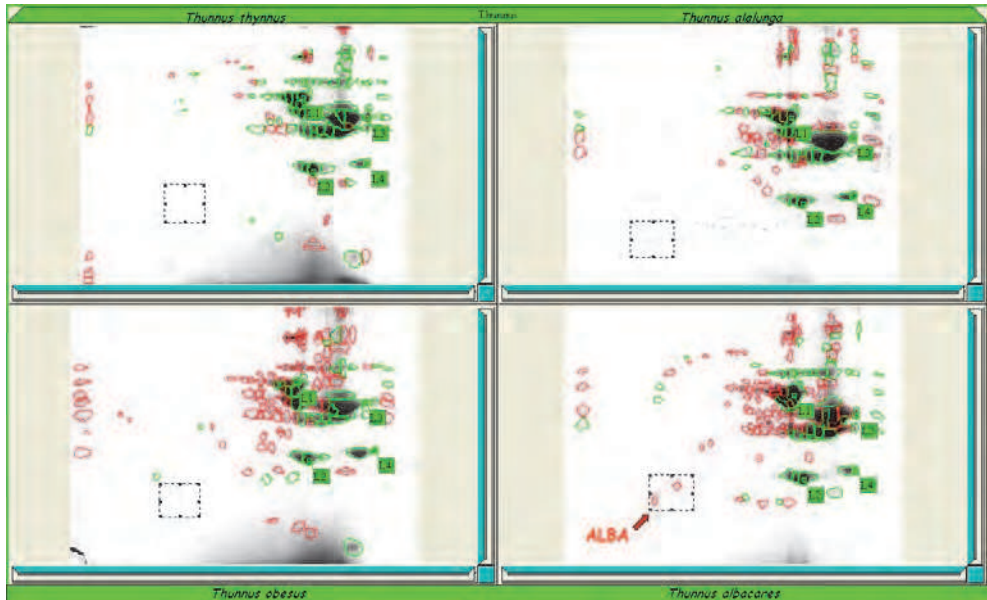 Thunnus thynnus
Thunnus
Thunnus alalunga
L1
L3
L4
L2
L1
L3
L4
L2
L1
L3
L4
L2
L1
L3
L4
L2
ALBA
Thunnus obesus
Thunnus albacares